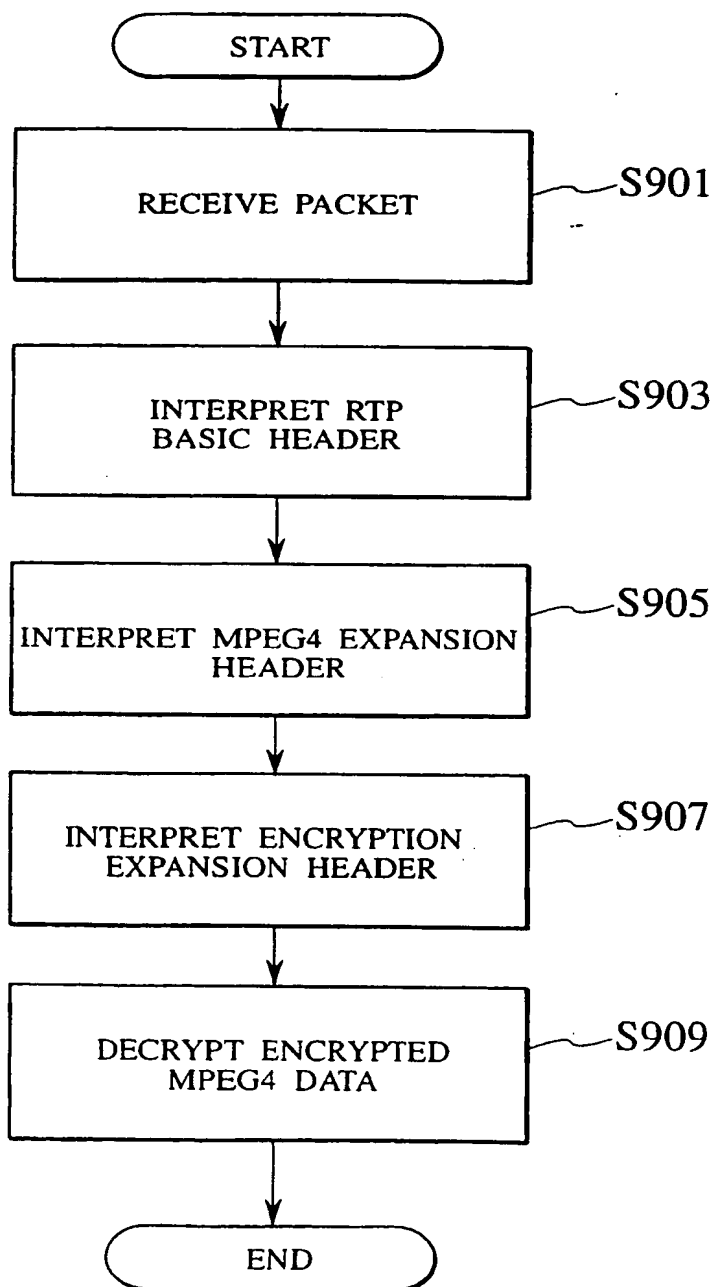 START
RECEIVE PACKET
S901
INTERPRET RTP
BASIC HEADER
S903
INTERPRET MPEG4 EXPANSION
HEADER
S905
INTERPRET ENCRYPTION
EXPANSION HEADER
S907
DECRYPT ENCRYPTED
MPEG4 DATA
S909
END